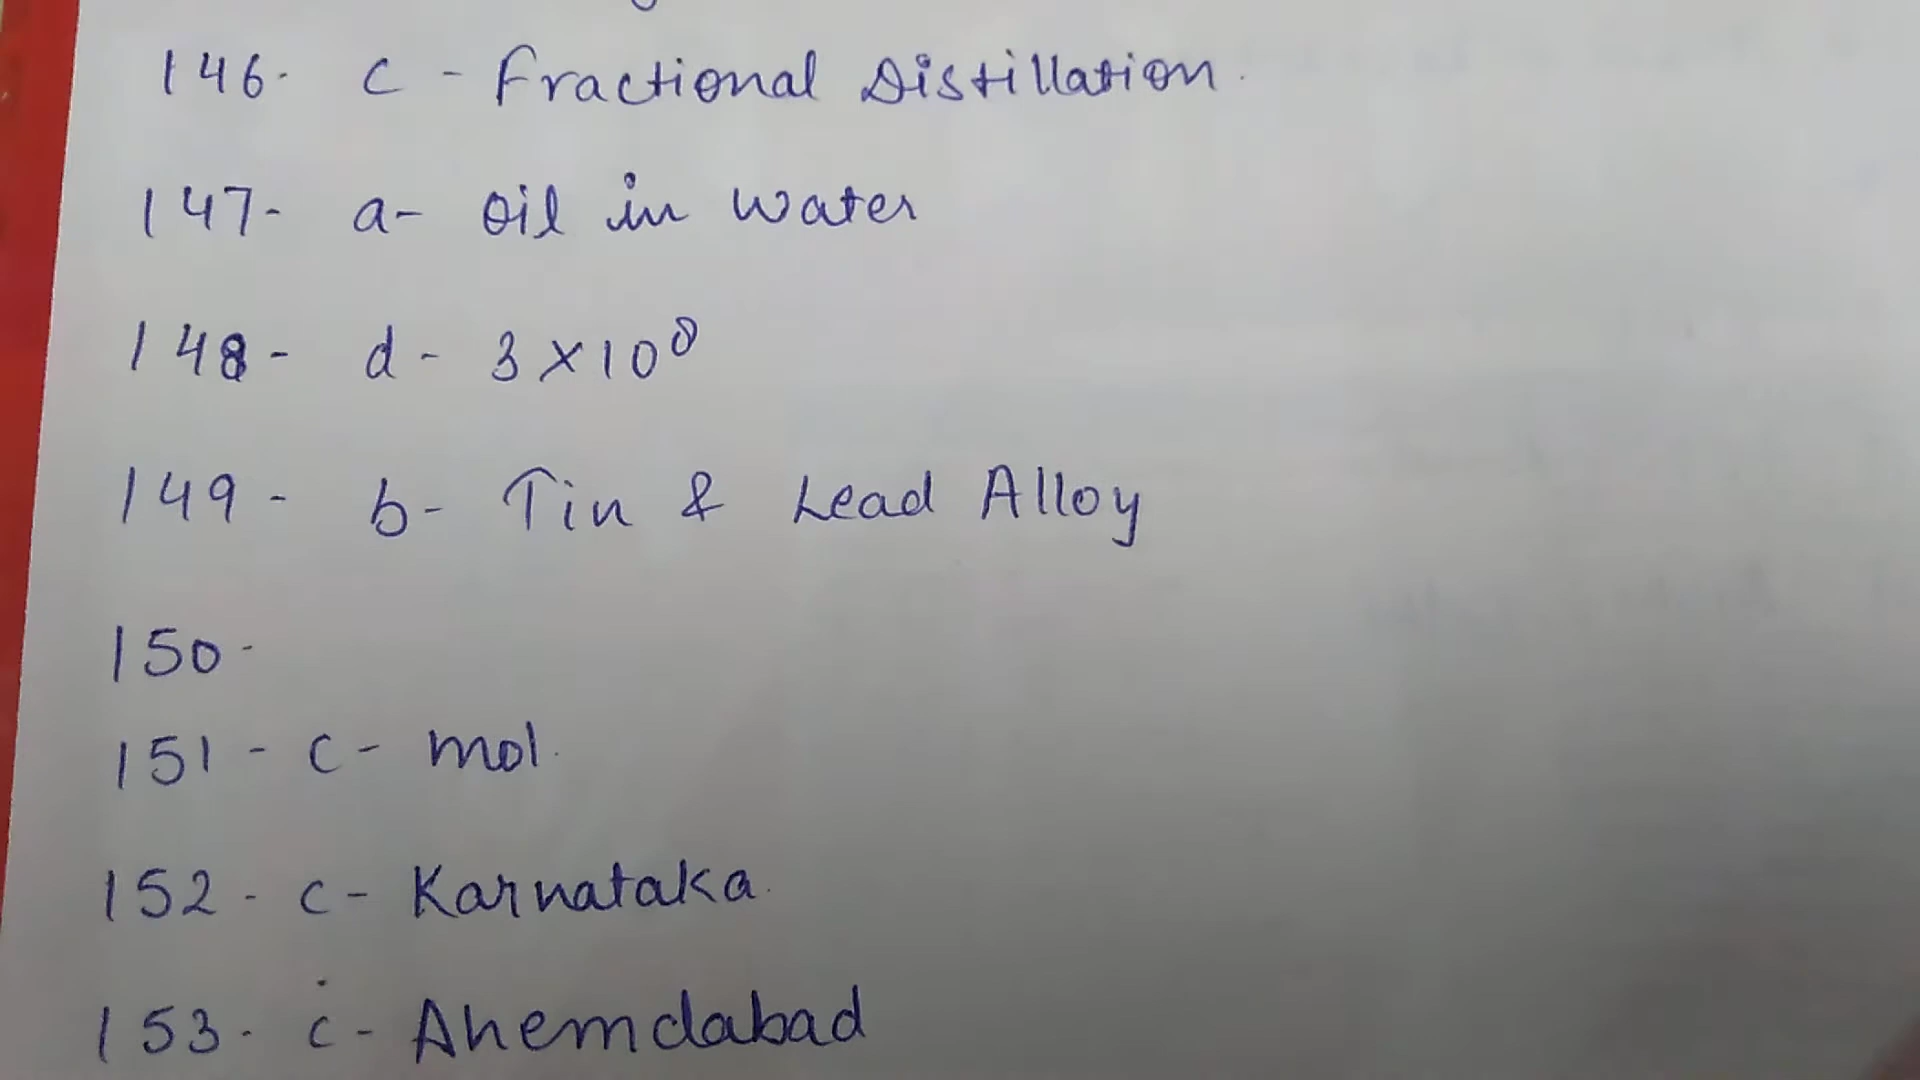 146. c - Fractional Distillation.
147- a- Oil in water
148- d- 3×10⁸
149- b- Tin & Lead Alloy
150-
151- c- mol.
152- c- Karnataka.
153. c- Ahemdabad